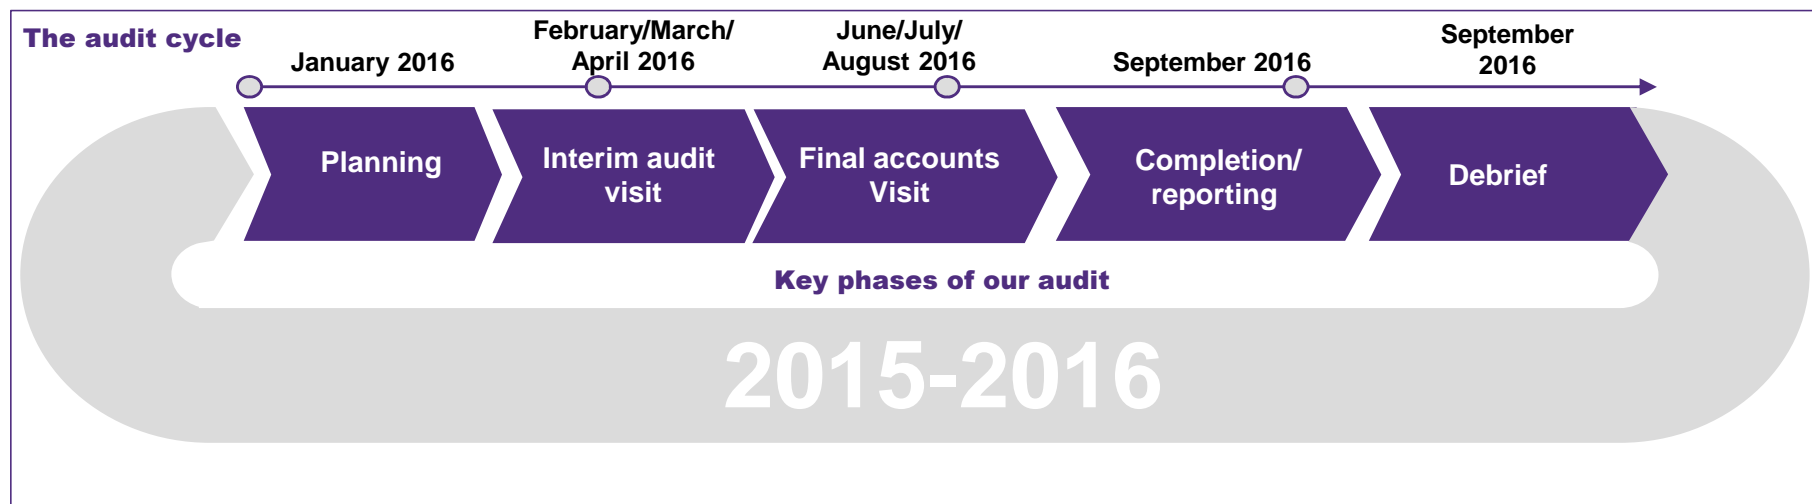 The audit cycle
January 2016
February/March/
April 2016
June/July/
August 2016
September 2016
September
2016
Planning
Interim audit
visit
Final accounts
Visit
Completion/
reporting
Debrief
Key phases of our audit
2015-2016